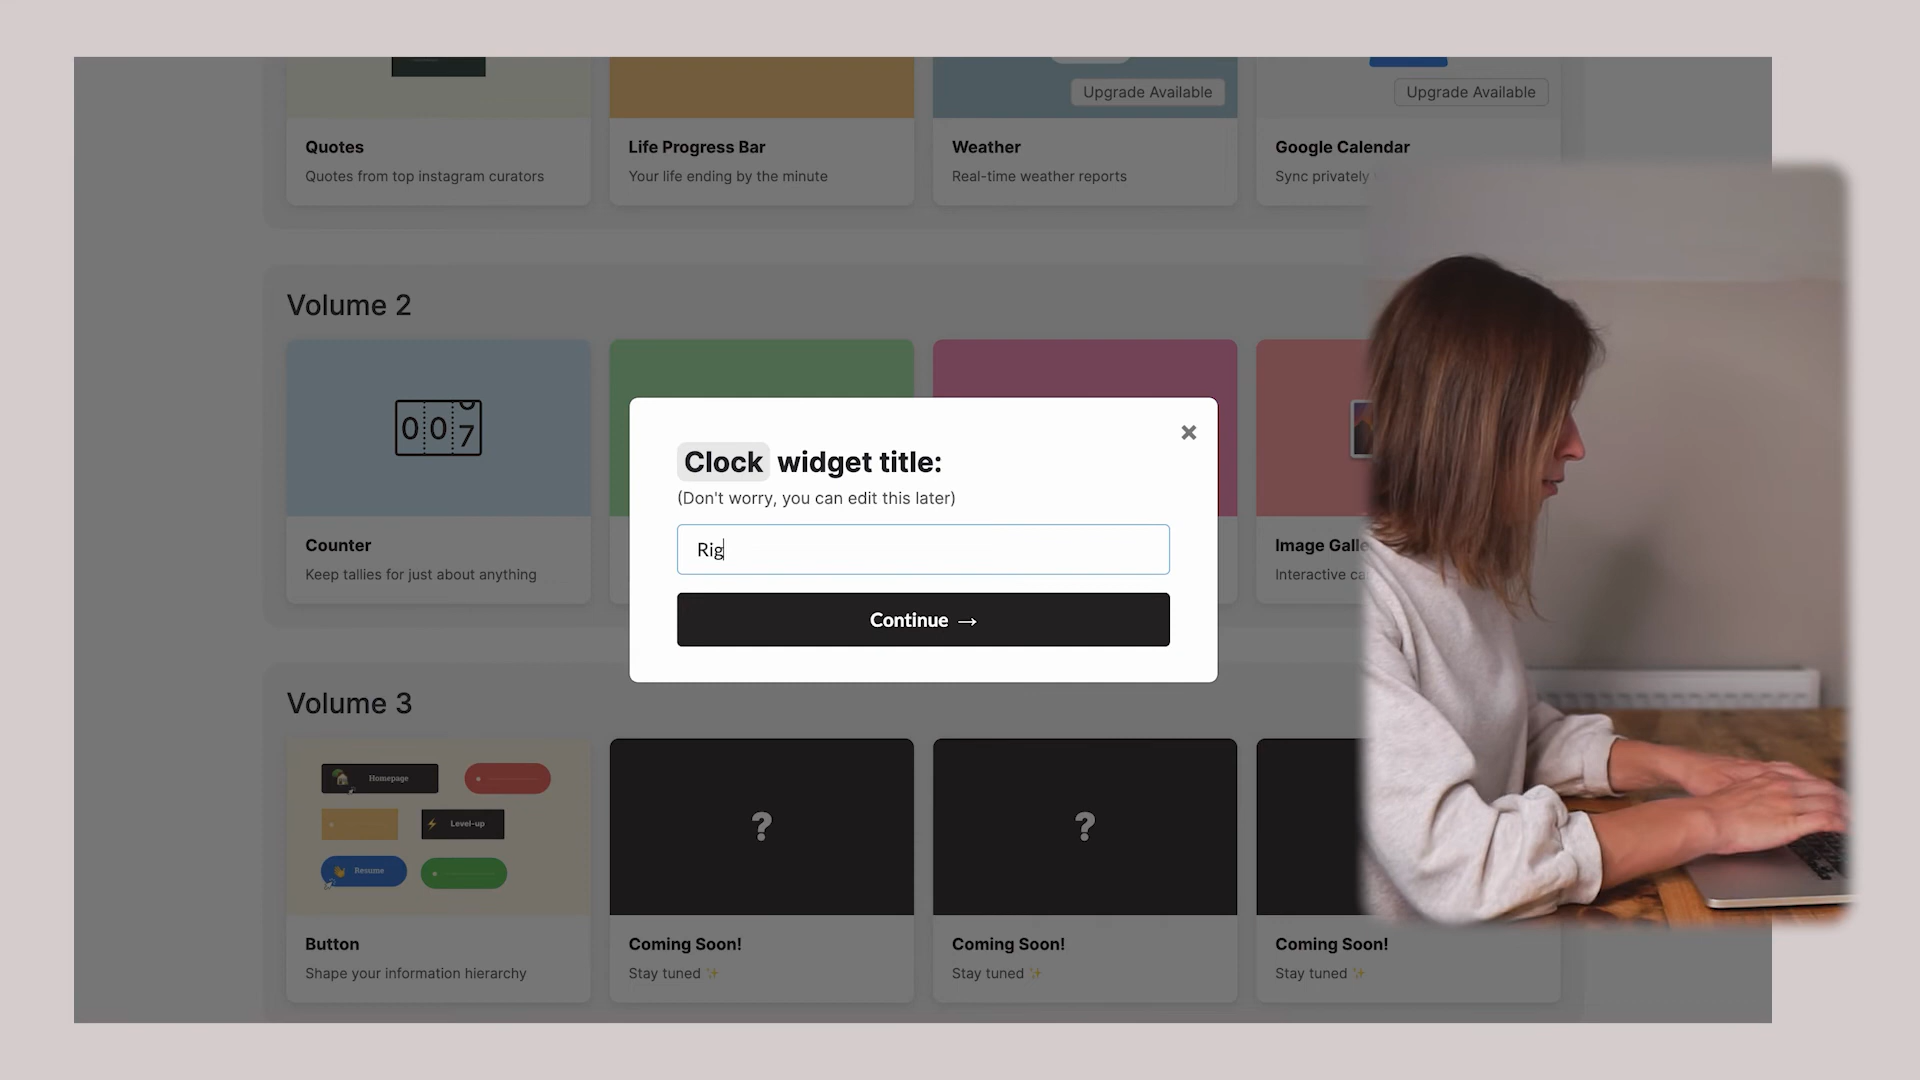 Upgrade Available
Upgrade Available
Quotes
Quotes from top instagram curators
Life Progress Bar
Your life ending by the minute
Weather
Real-time weather reports
Google Calendar
Sync privately
Volume 2
007
Counter
Keep tallies for just about anything
Image Galle
Interactive ca
Clock widget title:
(Don't worry, you can edit this later)
Rig
Continue →
Volume 3
Homepage
Level-up
Resume
Button
Shape your information hierarchy
?
Coming Soon!
Stay tuned ✨
?
Coming Soon!
Stay tuned ✨
Coming Soon!
Stay tuned ✨